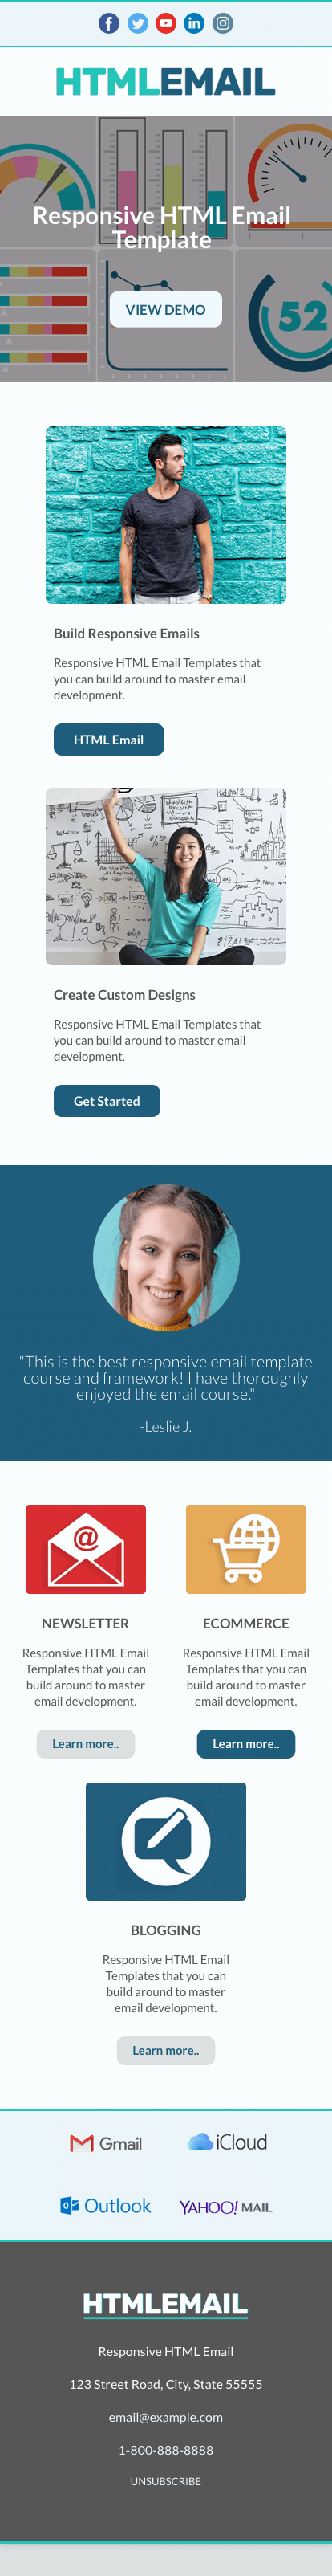 HTMLEMAIL
Responsive HTML Email
Template
VIEW DEMO
52
Build Responsive Emails
Responsive HTML Email Templates that
you can build around to master email
development.
HTML Email
Create Custom Designs
Responsive HTML Email Templates that
you can build around to master email
development.
Get Started
"This is the best responsive email template
course and framework! I have thoroughly
enjoyed the email course."
-Leslie J.
NEWSLETTER
Responsive HTML Email
Templates that you can
build around to master
email development.
Learn more..
ECOMMERCE
Responsive HTML Email
Templates that you can
build around to master
email development.
Learn more..
BLOGGING
Responsive HTML Email
Templates that you can
build around to master
email development.
Learn more..
Gmail
iCloud
Outlook
YAHOO! MAIL
HTMLEMAIL
Responsive HTML Email
123 Street Road, City, State 55555
email@example.com
1-800-888-8888
UNSUBSCRIBE